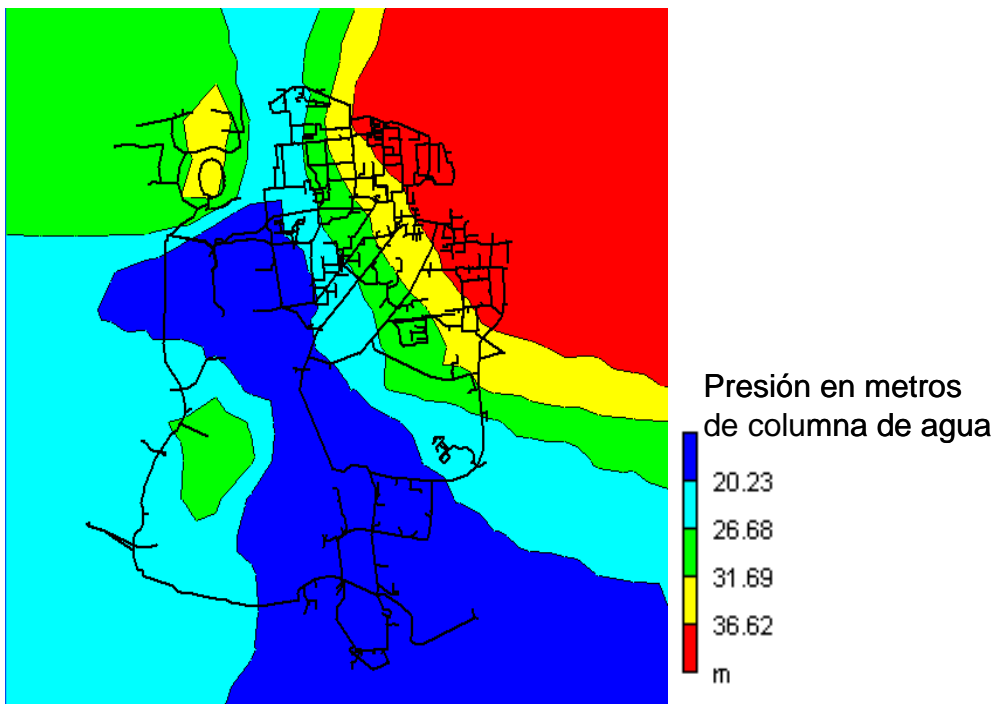 Presión en metros
de columna de agua
20.23
26.68
31.69
36.62
m